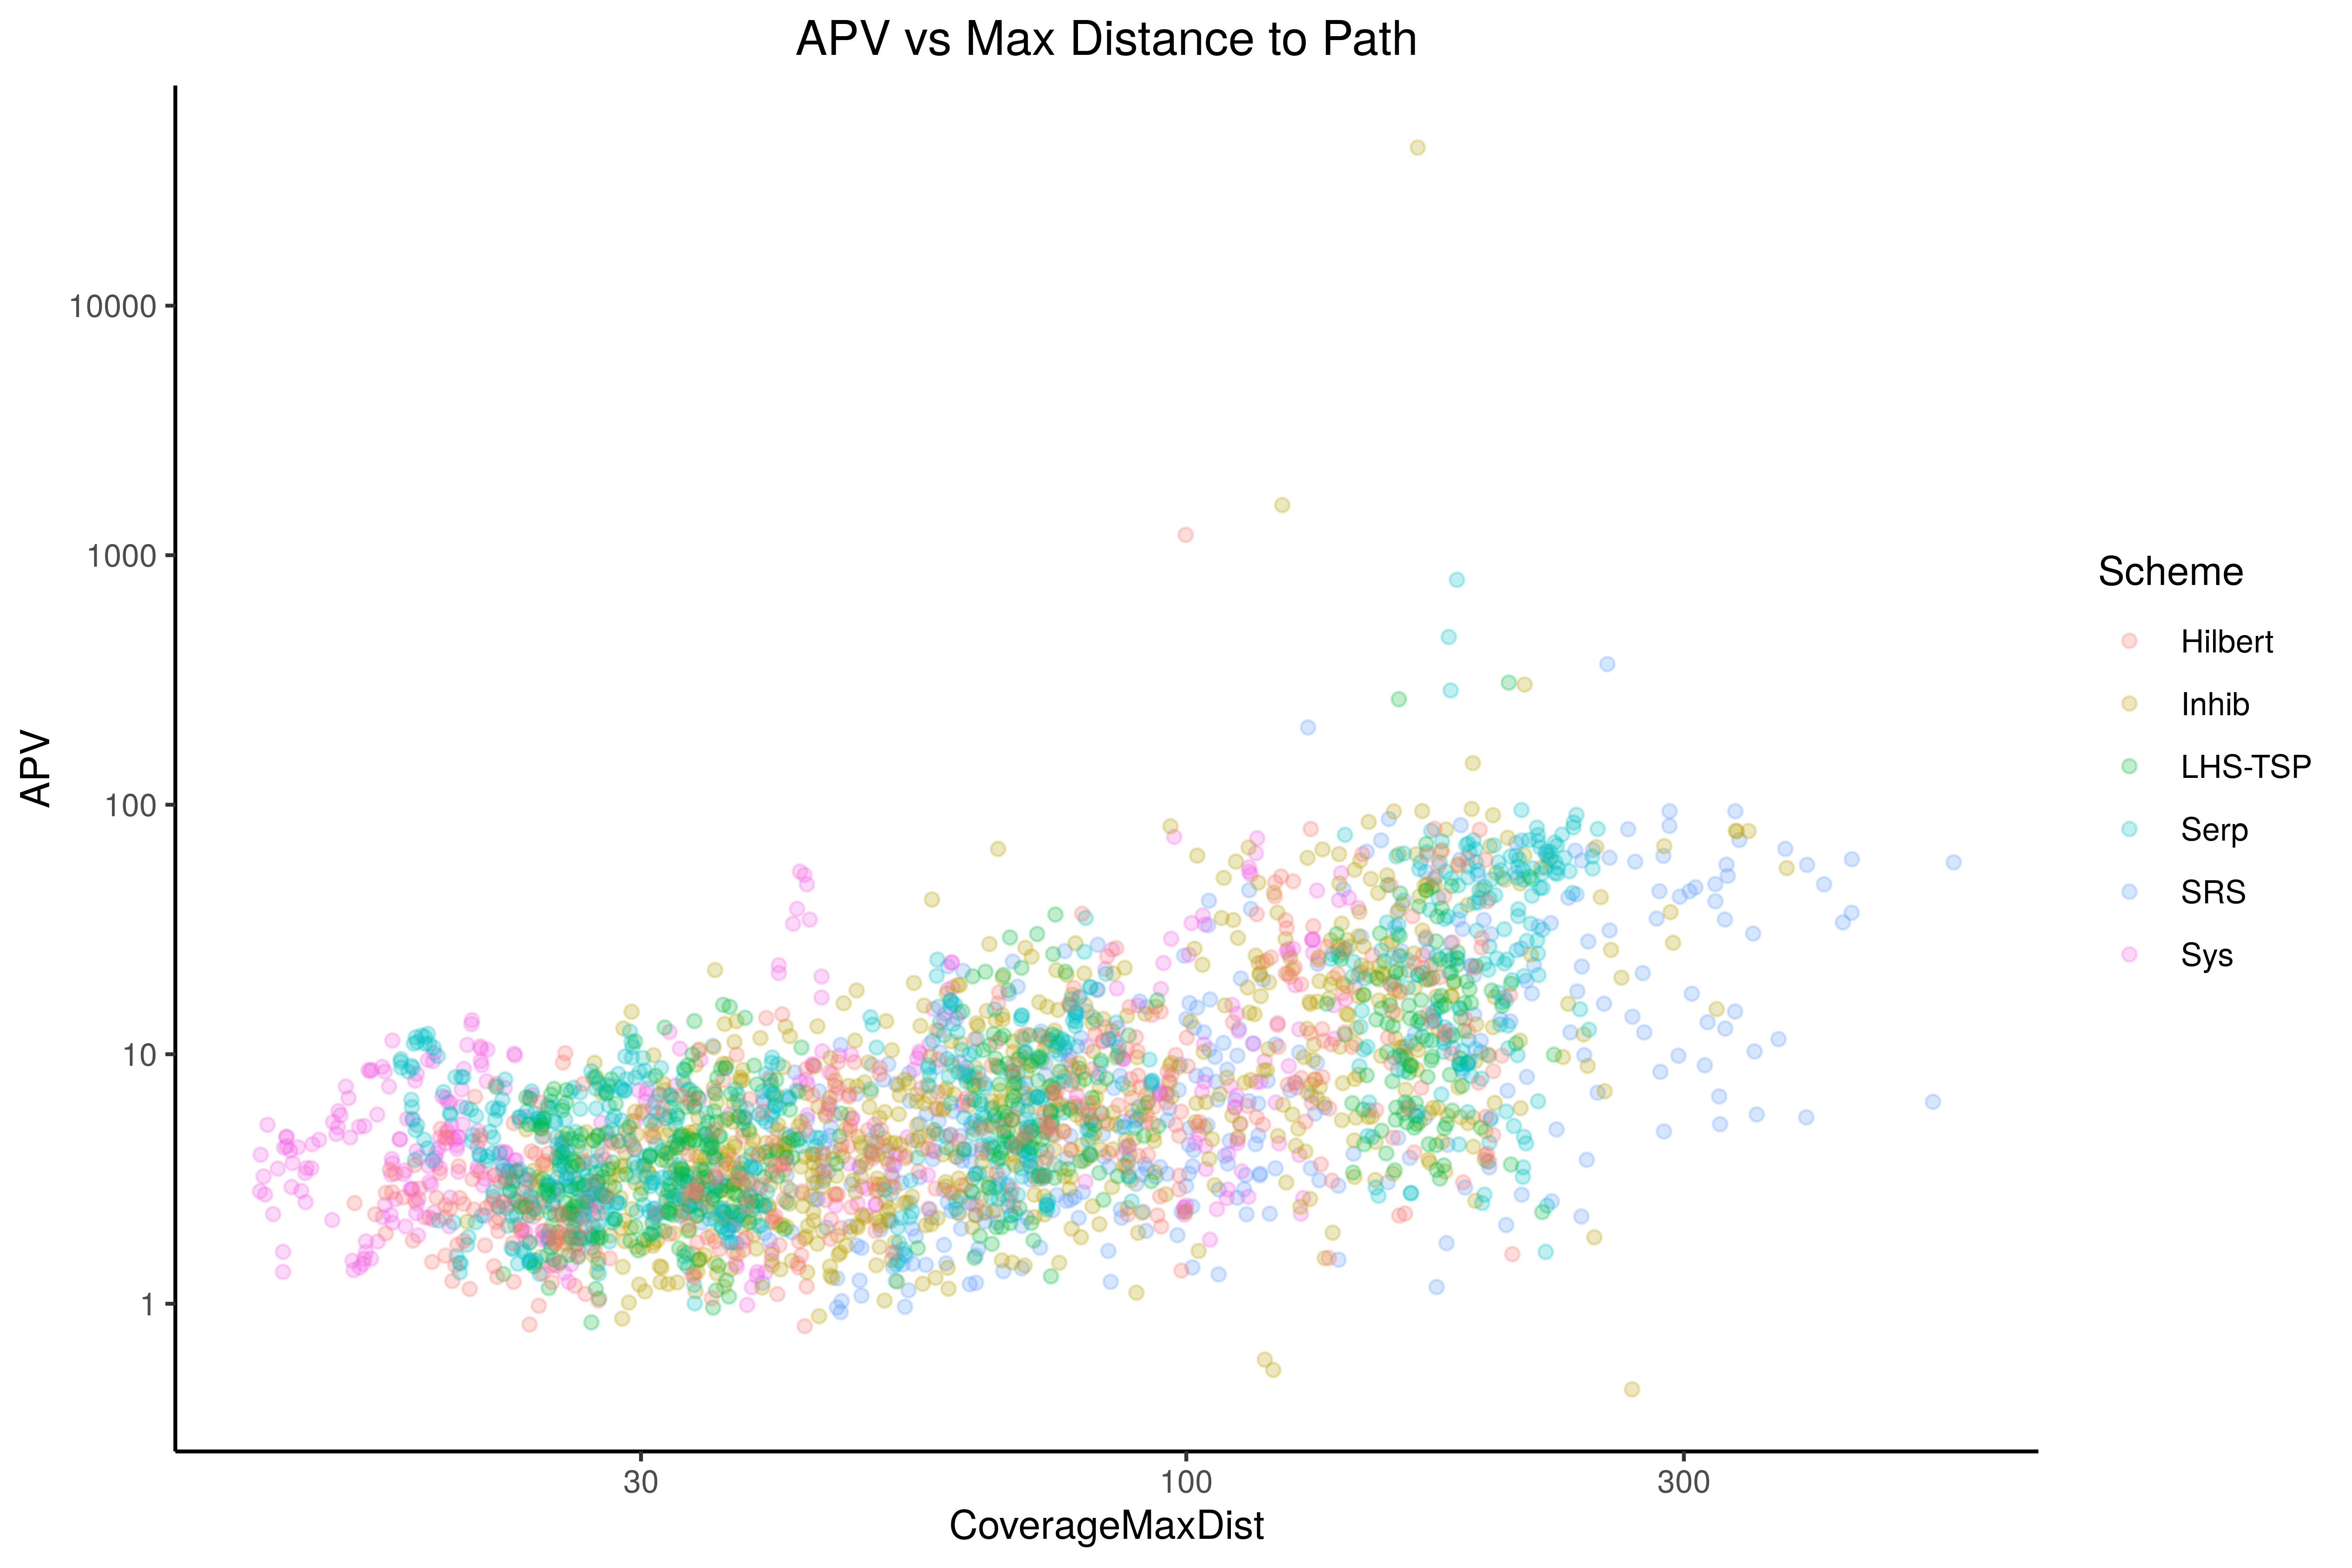 APV vs Max Distance to Path
APV
10000
1000
100
10
1
30
100
300
CoverageMaxDist
Scheme
Hilbert
Inhib
LHS-TSP
Serp
SRS
Sys